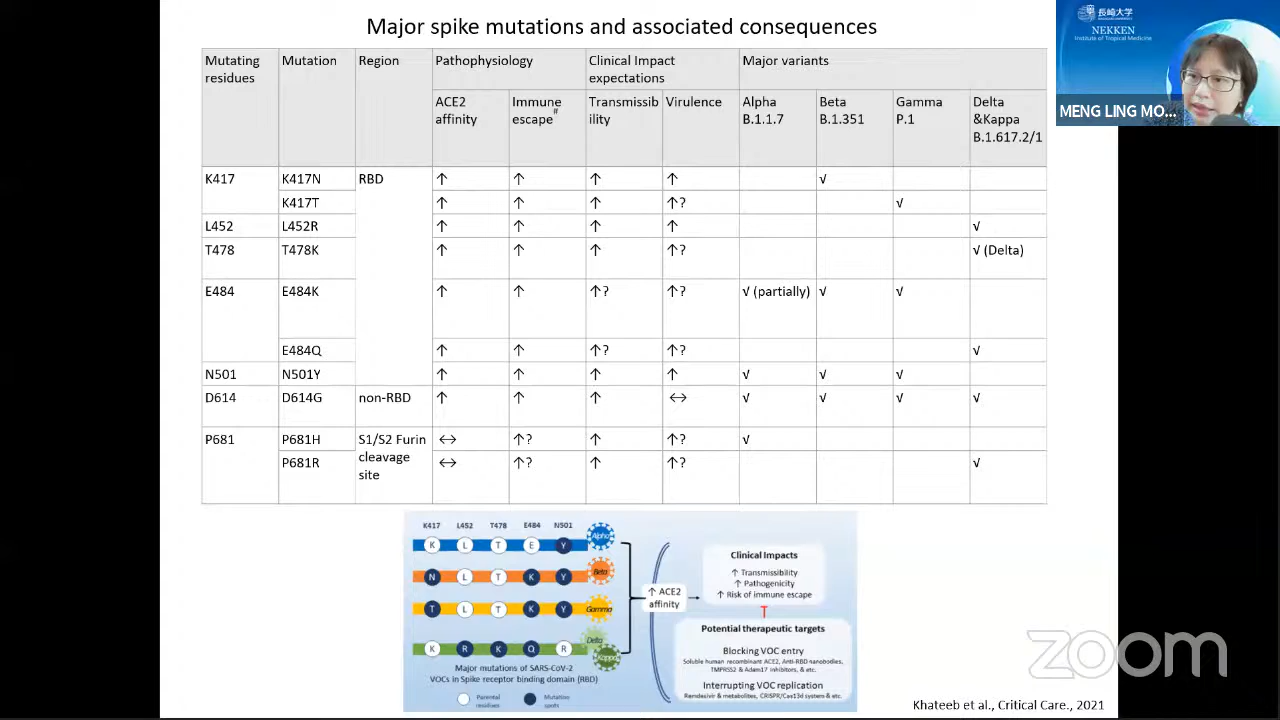 Major spike mutations and associated consequences
長崎大学
NEKKEN
Institute of Tropical Medicine
MENG LING MO...
Mutating residues Mutation Region Pathophysiology Clinical Impact expectations Major variants
ACE2 affinity Immune escape# Transmissibility Virulence Alpha B.1.1.7 Beta B.1.351 Gamma P.1 Delta &Kappa B.1.617.2/1
K417 K417N RBD ↑ ↑ ↑ ↑ √
K417T ↑ ↑ ↑ ↑? √
L452 L452R ↑ ↑ ↑ ↑ √
T478 T478K ↑ ↑ ↑ ↑? √ (Delta)
E484 E484K ↑ ↑ ↑? ↑? √ (partially) √ √
E484Q ↑ ↑ ↑? ↑? √
N501 N501Y ↑ ↑ ↑ ↑ √ √ √
D614 D614G non-RBD ↑ ↑ ↑ ↔ √ √ √ √
P681 P681H S1/S2 Furin cleavage site ↔ ↑? ↑ ↑? √
P681R ↔ ↑? ↑ ↑? √
K417 L452 T478 E484 N501
K L T E Y Alpha
N L T K Y Beta
T L T K Y Gamma
K R K Q R Delta Kappa
Major mutations of SARS-CoV-2
VOCs in Spike receptor binding domain (RBD)
Parental residues
Mutation spots
↑ ACE2
affinity
Clinical Impacts
↑ Transmissibility
↑ Pathogenicity
↑ Risk of immune escape
Potential therapeutic targets
Blocking VOC entry
Soluble human recombinant ACE2, Anti-RBD nanobodies,
TMPRSS2 & Adam17 inhibitors, & etc.
Interrupting VOC replication
Remdesivir & metabolites, CRISPR/Cas13d system & etc.
zoom
Khateeb et al., Critical Care., 2021